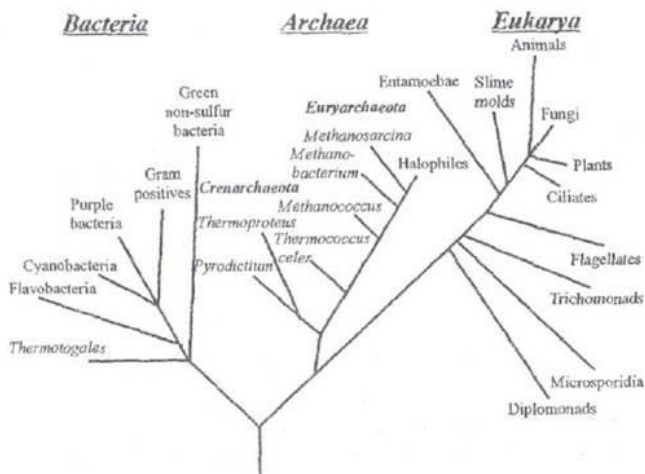 Bacteria
Archaea
Eukarya
Green
non-sulfur
bacteria
Gram
positives
Purple
bacteria
Cyanobacteria
Flavobacteria
Thermotogales
Crenarchaeota
Thermoproteus
Pyrodictium
Euryarchaeota
Methanosarcina
Methano-
bacterium
Halophiles
Methanococcus
Thermococcus
celer
Entamoebae
Slime
molds
Animals
Fungi
Plants
Ciliates
Flagellates
Trichomonads
Microsporidia
Diplomonads